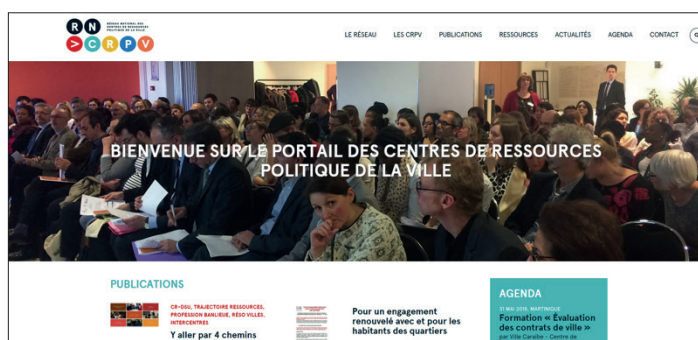 RN
>CRPV
RÉSEAU NATIONAL DES
CENTRES DE RESSOURCES
POLITIQUE DE LA VILLE
LE RÉSEAU LES CRPV PUBLICATIONS RESSOURCES ACTUALITÉS AGENDA CONTACT
BIENVENUE SUR LE PORTAIL DES CENTRES DE RESSOURCES
POLITIQUE DE LA VILLE
PUBLICATIONS
CR•DSU, TRAJECTOIRE RESSOURCES,
PROFESSION BANLIEUE, RÉSO VILLES,
INTERCENTRES
Y aller par 4 chemins
Pour un engagement
renouvelé avec et pour les
habitants des quartiers
AGENDA
31 MAI 2018, MARTINIQUE
Formation « Évaluation
des contrats de ville »
par Ville Caraïbe - Centre de